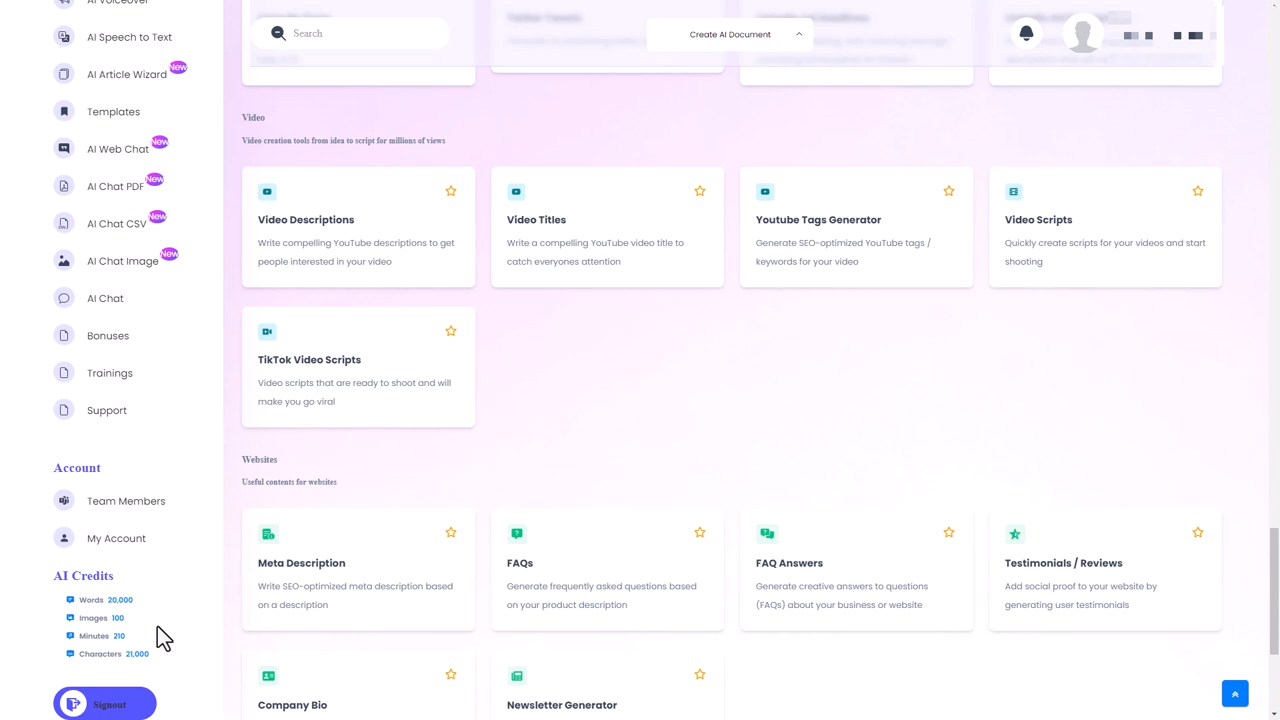 AI Voiceover
AI Speech to Text
AI Article Wizard New
Templates
AI Web Chat New
AI Chat PDF New
AI Chat CSV New
AI Chat Image New
AI Chat
Bonuses
Trainings
Support
Account
Team Members
My Account
AI Credits
Words 20,000
Images 100
Minutes 210
Characters 21,000
Signout
Search
Create AI Document
Video
Video creation tools from idea to script for millions of views
Video Descriptions
Write compelling YouTube descriptions to get
people interested in your video
Video Titles
Write a compelling YouTube video title to
catch everyones attention
Youtube Tags Generator
Generate SEO-optimized YouTube tags /
keywords for your video
Video Scripts
Quickly create scripts for your videos and start
shooting
TikTok Video Scripts
Video scripts that are ready to shoot and will
make you go viral
Websites
Useful contents for websites
Meta Description
Write SEO-optimized meta description based
on a description
FAQs
Generate frequently asked questions based
on your product description
FAQ Answers
Generate creative answers to questions
(FAQs) about your business or website
Testimonials / Reviews
Add social proof to your website by
generating user testimonials
Company Bio
Newsletter Generator